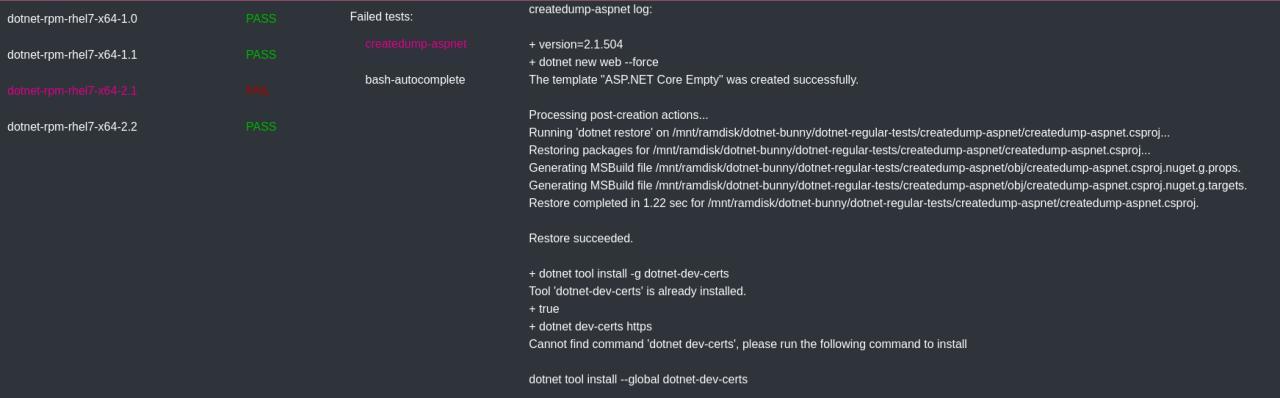 dotnet-rpm-rhel7-x64-1.0 PASS
dotnet-rpm-rhel7-x64-1.1 PASS
dotnet-rpm-rhel7-x64-2.1 FAIL
dotnet-rpm-rhel7-x64-2.2 PASS
Failed tests:
createdump-aspnet
bash-autocomplete
createdump-aspnet log:
+ version=2.1.504
+ dotnet new web --force
The template "ASP.NET Core Empty" was created successfully.
Processing post-creation actions...
Running 'dotnet restore' on /mnt/ramdisk/dotnet-bunny/dotnet-regular-tests/createdump-aspnet/createdump-aspnet.csproj...
Restoring packages for /mnt/ramdisk/dotnet-bunny/dotnet-regular-tests/createdump-aspnet/createdump-aspnet.csproj...
Generating MSBuild file /mnt/ramdisk/dotnet-bunny/dotnet-regular-tests/createdump-aspnet/obj/createdump-aspnet.csproj.nuget.g.props.
Generating MSBuild file /mnt/ramdisk/dotnet-bunny/dotnet-regular-tests/createdump-aspnet/obj/createdump-aspnet.csproj.nuget.g.targets.
Restore completed in 1.22 sec for /mnt/ramdisk/dotnet-bunny/dotnet-regular-tests/createdump-aspnet/createdump-aspnet.csproj.
Restore succeeded.
+ dotnet tool install -g dotnet-dev-certs
Tool 'dotnet-dev-certs' is already installed.
+ true
+ dotnet dev-certs https
Cannot find command 'dotnet dev-certs', please run the following command to install
dotnet tool install --global dotnet-dev-certs